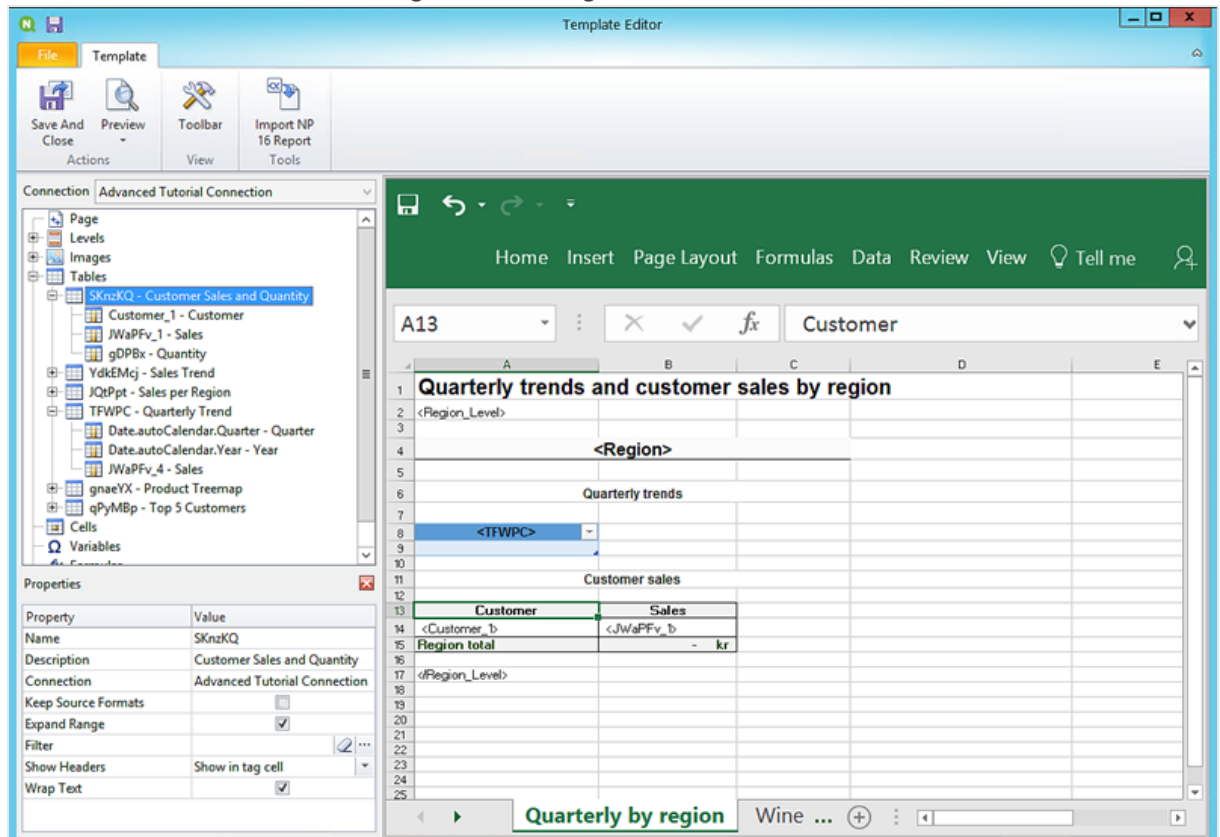 Template Editor
File Template
Save And Close Preview Toolbar Import NP 16 Report
Actions View Tools
Connection Advanced Tutorial Connection
Page
Levels
Images
Tables
SKnzKQ - Customer Sales and Quantity
Customer_1 - Customer
JWaPFv_1 - Sales
gDPBx - Quantity
YdkEMcj - Sales Trend
JQtPpt - Sales per Region
TFWPC - Quarterly Trend
Date.autoCalendar.Quarter - Quarter
Date.autoCalendar.Year - Year
JWaPFv_4 - Sales
gnaeYX - Product Treemap
qPyMBp - Top 5 Customers
Cells
Variables
Properties
Property Value
Name SKnzKQ
Description Customer Sales and Quantity
Connection Advanced Tutorial Connection
Keep Source Formats
Expand Range
Filter ...
Show Headers Show in tag cell
Wrap Text
Home Insert Page Layout Formulas Data Review View Tell me
A13 fx Customer
A B C D E
1 Quarterly trends and customer sales by region
2 <Region_Level>
3
4 <Region>
5
6 Quarterly trends
7
8 <TFWPC>
9
10
11 Customer sales
12
13 Customer Sales
14 <Customer_1> <JWaPFv_1>
15 Region total - kr
16
17 </Region_Level>
18
19
20
21
22
23
24
25
Quarterly by region Wine ...